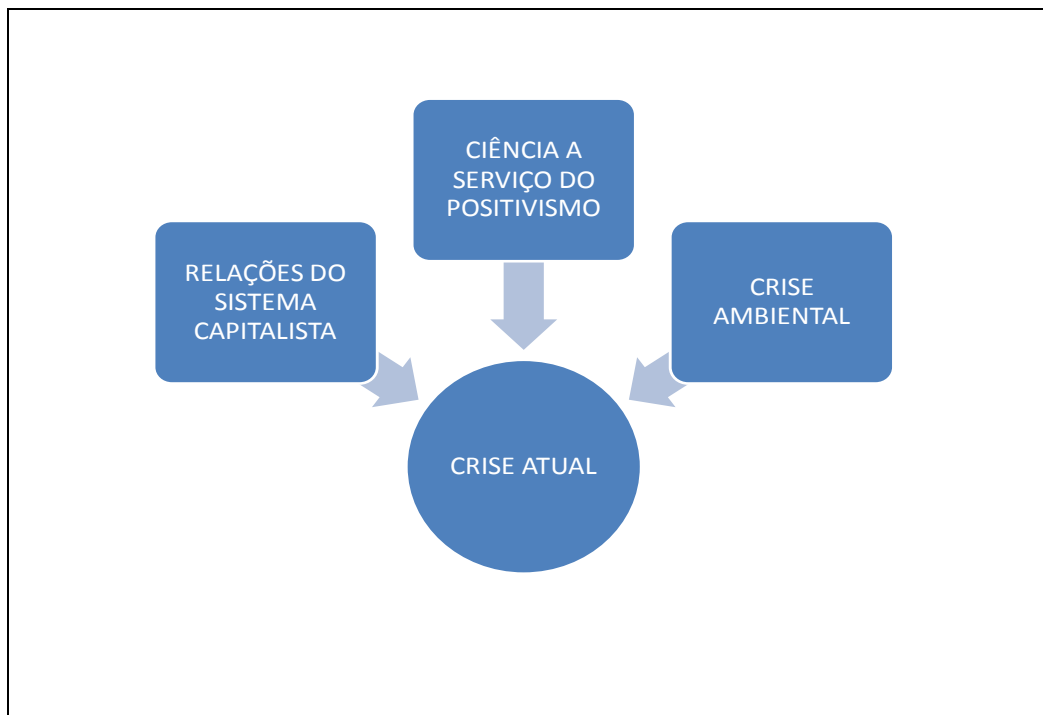 CIÊNCIA A
SERVIÇO DO
POSITIVISMO
RELAÇÕES DO
SISTEMA
CAPITALISTA
CRISE
AMBIENTAL
CRISE ATUAL